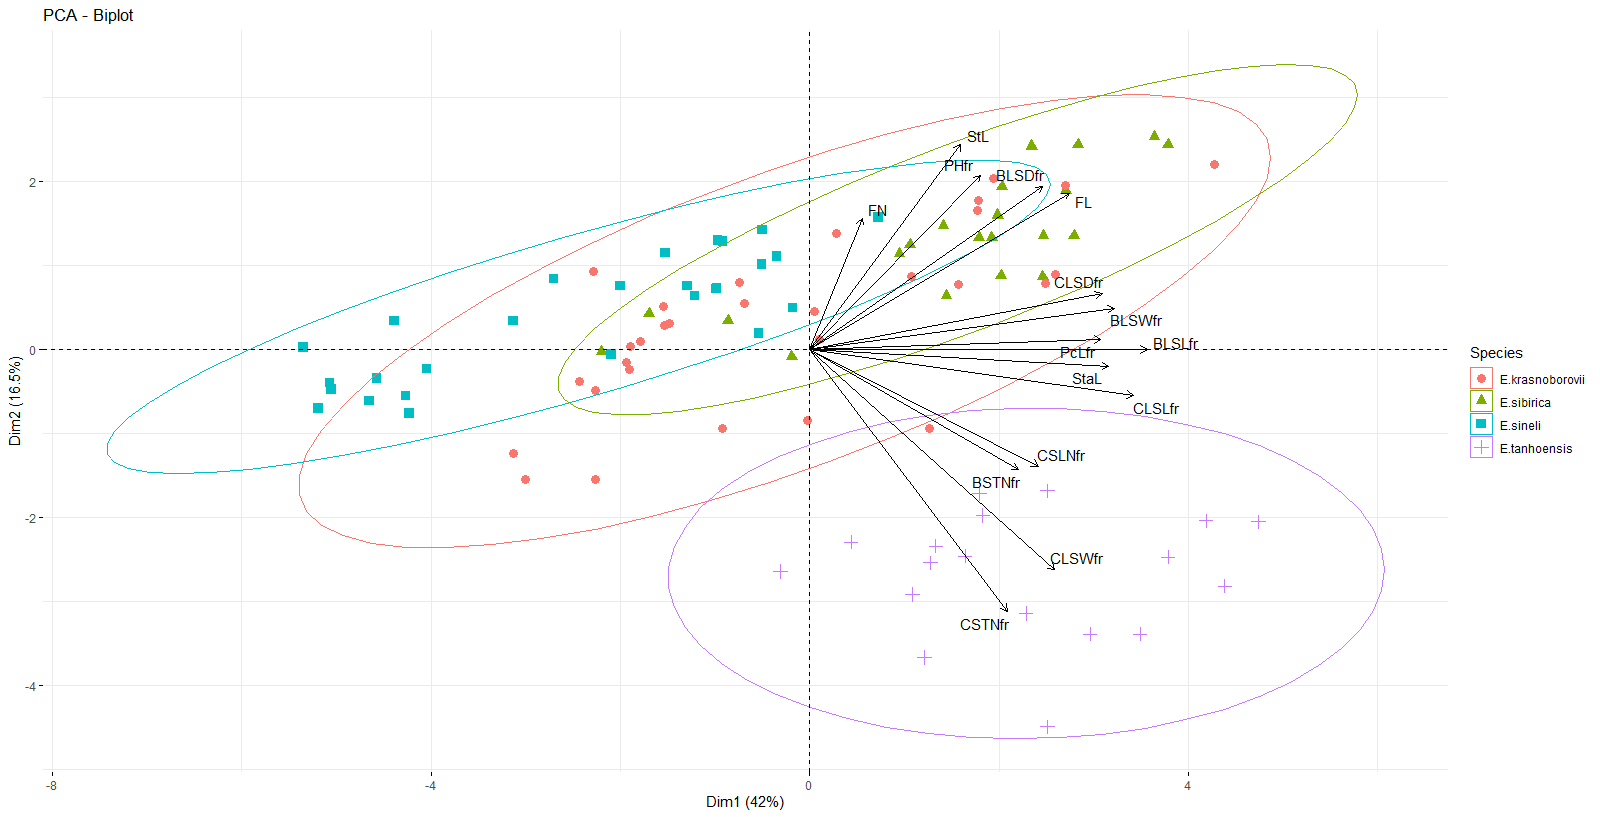 PCA - Biplot
StL
PHfr
BLSDfr
FL
FN
CLSDfr
BLSWfr
BLSLfr
PcLfr
StaL
CLSLfr
CSLNfr
BSTNfr
CLSWfr
CSTNfr
2
0
-2
-4
Dim2 (16.5%)
-8
-4
0
4
Dim1 (42%)
Species
E.krasnoborovii
E.sibirica
E.sineli
E.tanhoensis